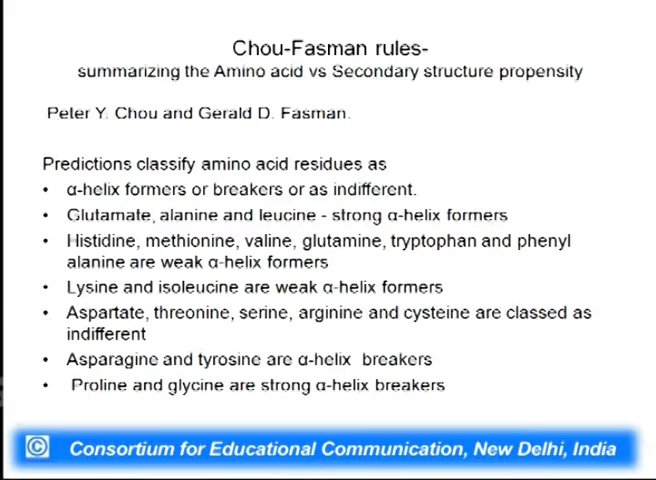 Chou-Fasman rules-
summarizing the Amino acid vs Secondary structure propensity
Peter Y. Chou and Gerald D. Fasman.
Predictions classify amino acid residues as
• α-helix formers or breakers or as indifferent.
• Glutamate, alanine and leucine - strong α-helix formers
• Histidine, methionine, valine, glutamine, tryptophan and phenyl
alanine are weak α-helix formers
• Lysine and isoleucine are weak α-helix formers
• Aspartate, threonine, serine, arginine and cysteine are classed as
indifferent
• Asparagine and tyrosine are α-helix breakers
• Proline and glycine are strong α-helix breakers
© Consortium for Educational Communication, New Delhi, India